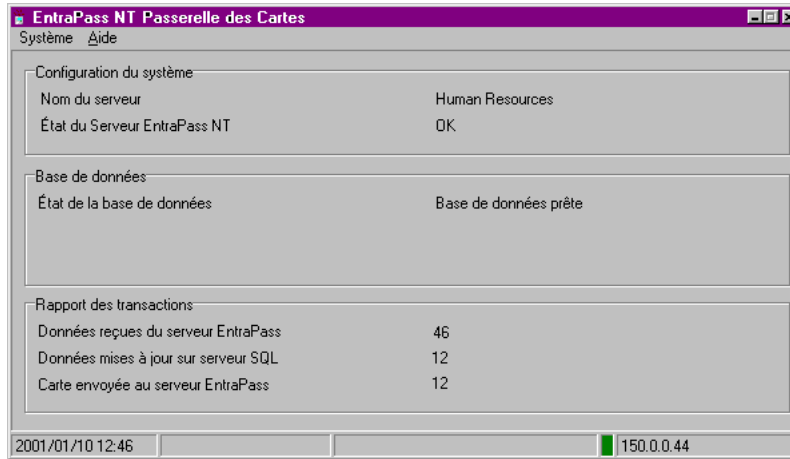 EntraPass NT Passerelle des Cartes
Système Aide
Configuration du système
Nom du serveur Human Resources
État du Serveur EntraPass NT OK
Base de données
État de la base de données Base de données prête
Rapport des transactions
Données reçues du serveur EntraPass 46
Données mises à jour sur serveur SQL 12
Carte envoyée au serveur EntraPass 12
2001/01/10 12:46 150.0.0.44